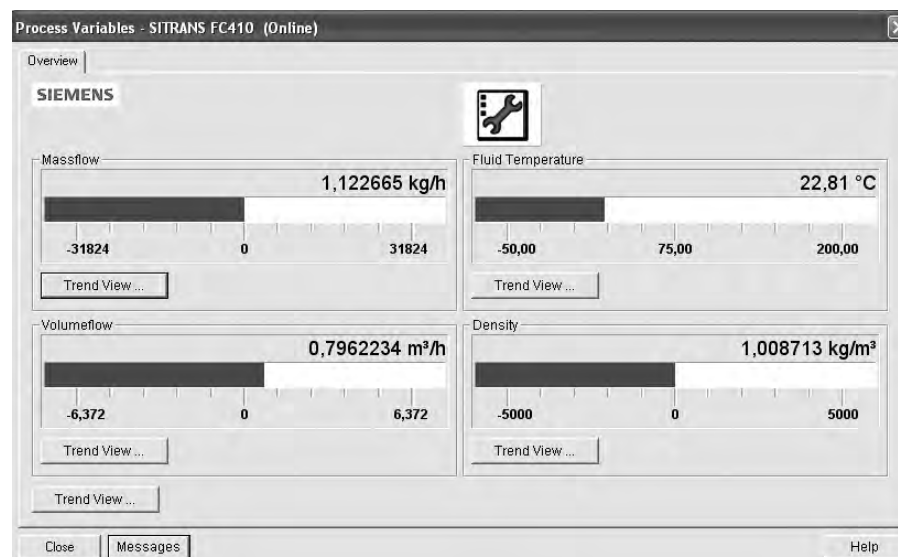 Process Variables - SITRANS FC410 (Online)
Overview
SIEMENS
Massflow
1,122665 kg/h
-31824 0 31824
Trend View ...
Fluid Temperature
22,81 °C
-50,00 75,00 200,00
Trend View ...
Volumeflow
0,7962234 m³/h
-6,372 0 6,372
Trend View ...
Density
1,008713 kg/m³
-5000 0 5000
Trend View ...
Trend View ...
Close Messages Help